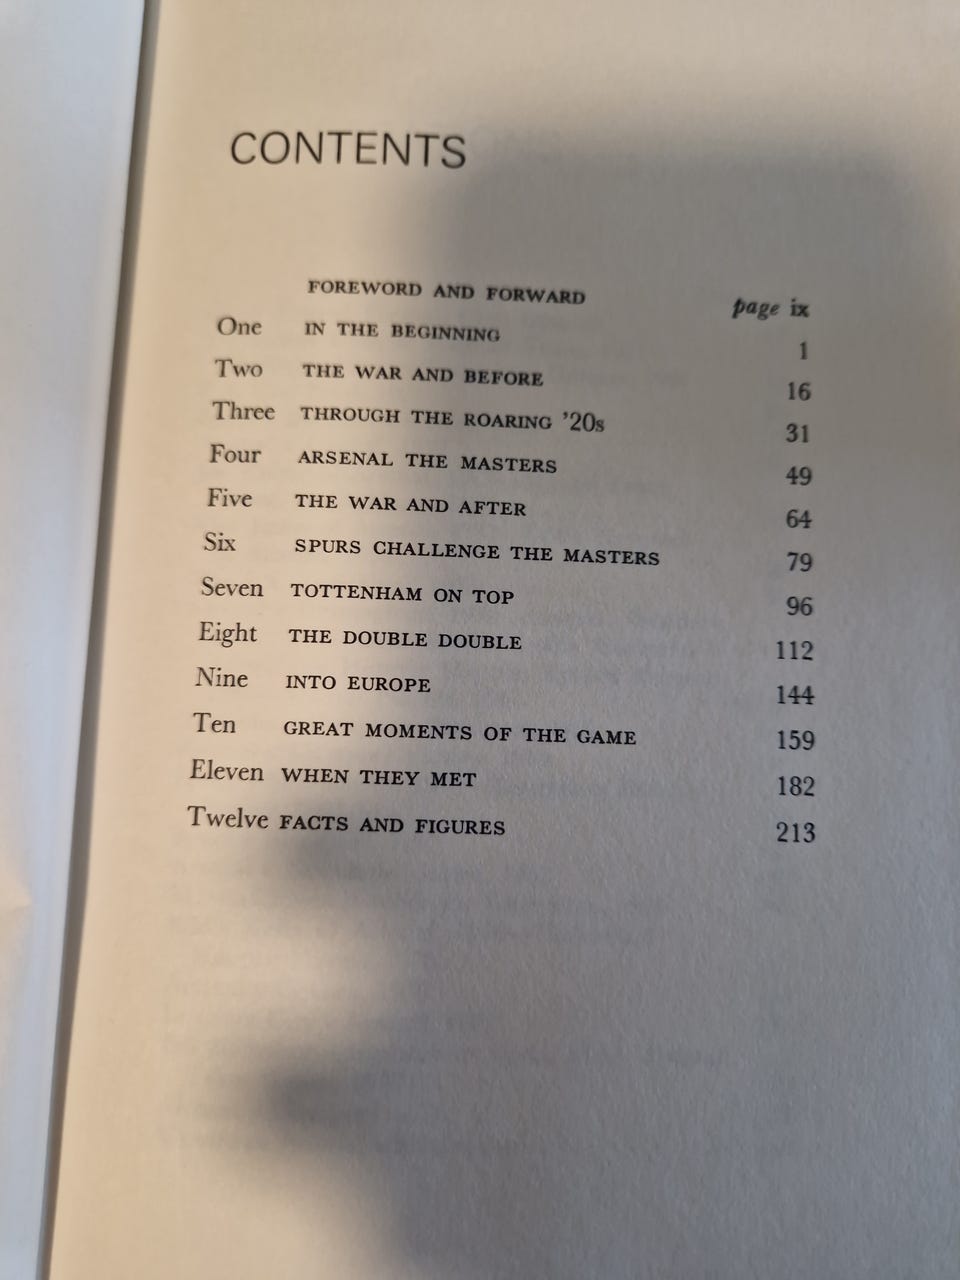 CONTENTS
FOREWORD AND FORWARD page ix
One IN THE BEGINNING 1
Two THE WAR AND BEFORE 16
Three THROUGH THE ROARING ’20s 31
Four ARSENAL THE MASTERS 49
Five THE WAR AND AFTER 64
Six SPURS CHALLENGE THE MASTERS 79
Seven TOTTENHAM ON TOP 96
Eight THE DOUBLE DOUBLE 112
Nine INTO EUROPE 144
Ten GREAT MOMENTS OF THE GAME 159
Eleven WHEN THEY MET 182
Twelve FACTS AND FIGURES 213